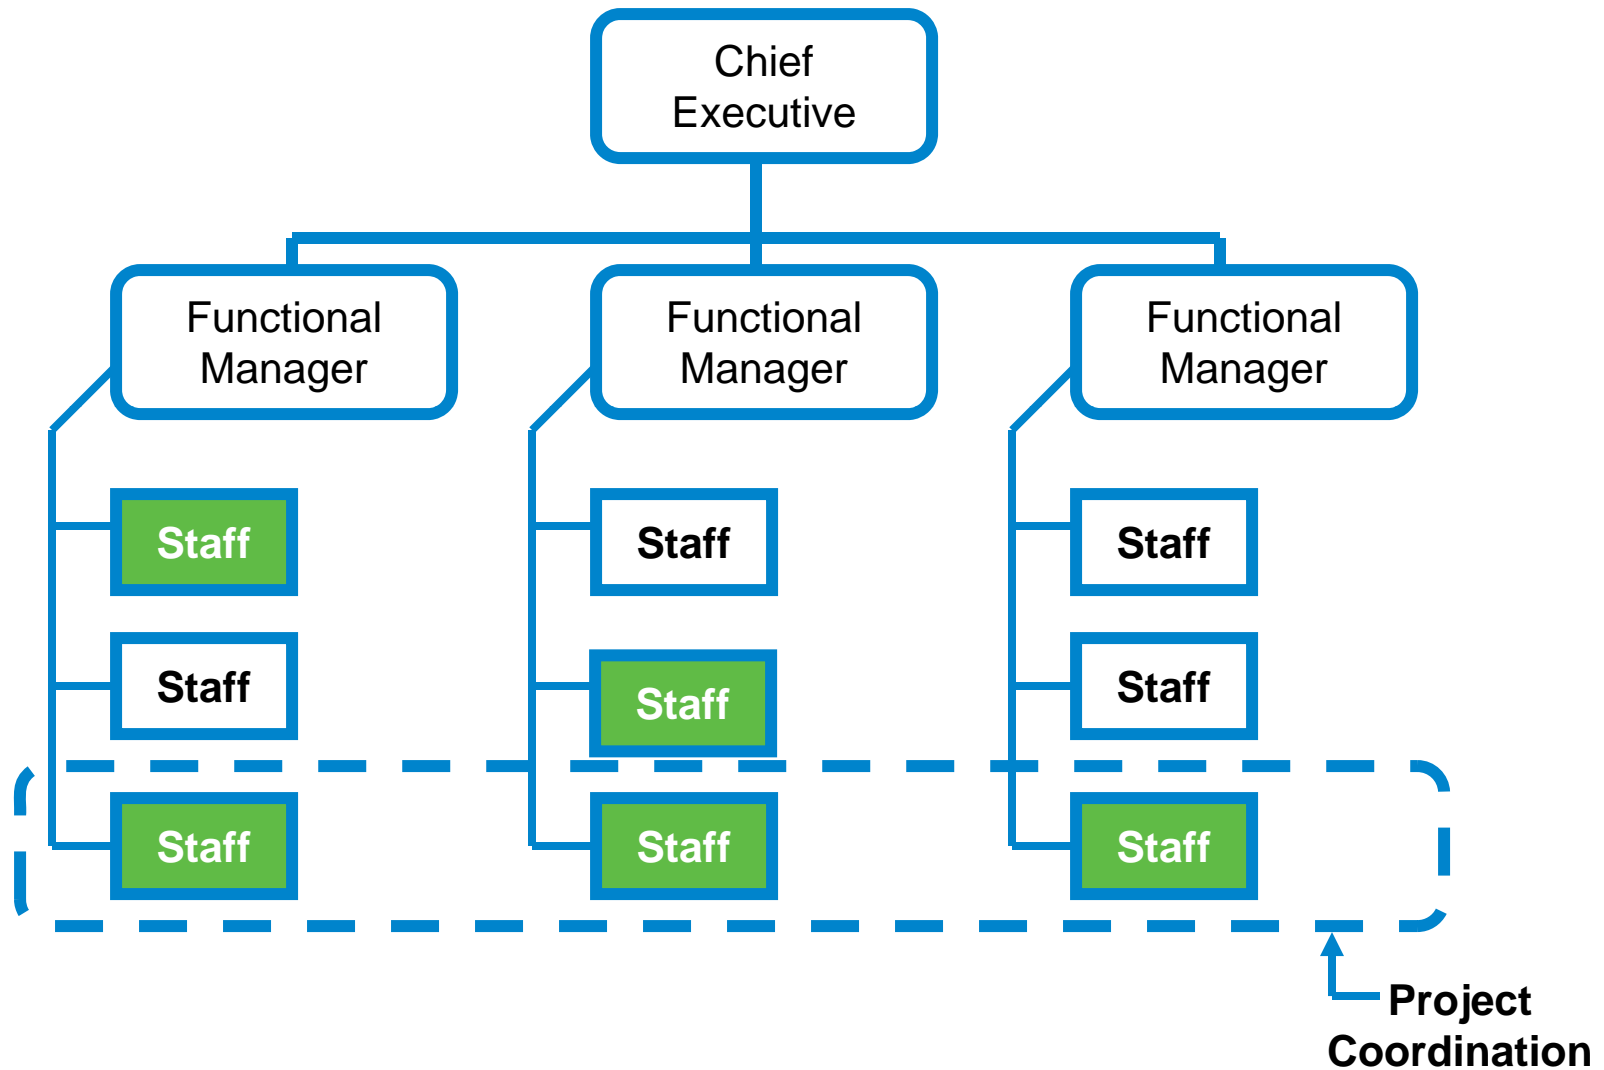 Chief
Executive
Functional
Manager
Functional
Manager
Functional
Manager
Staff
Staff
Staff
Staff
Staff
Staff
Staff
Staff
Staff
Project
Coordination